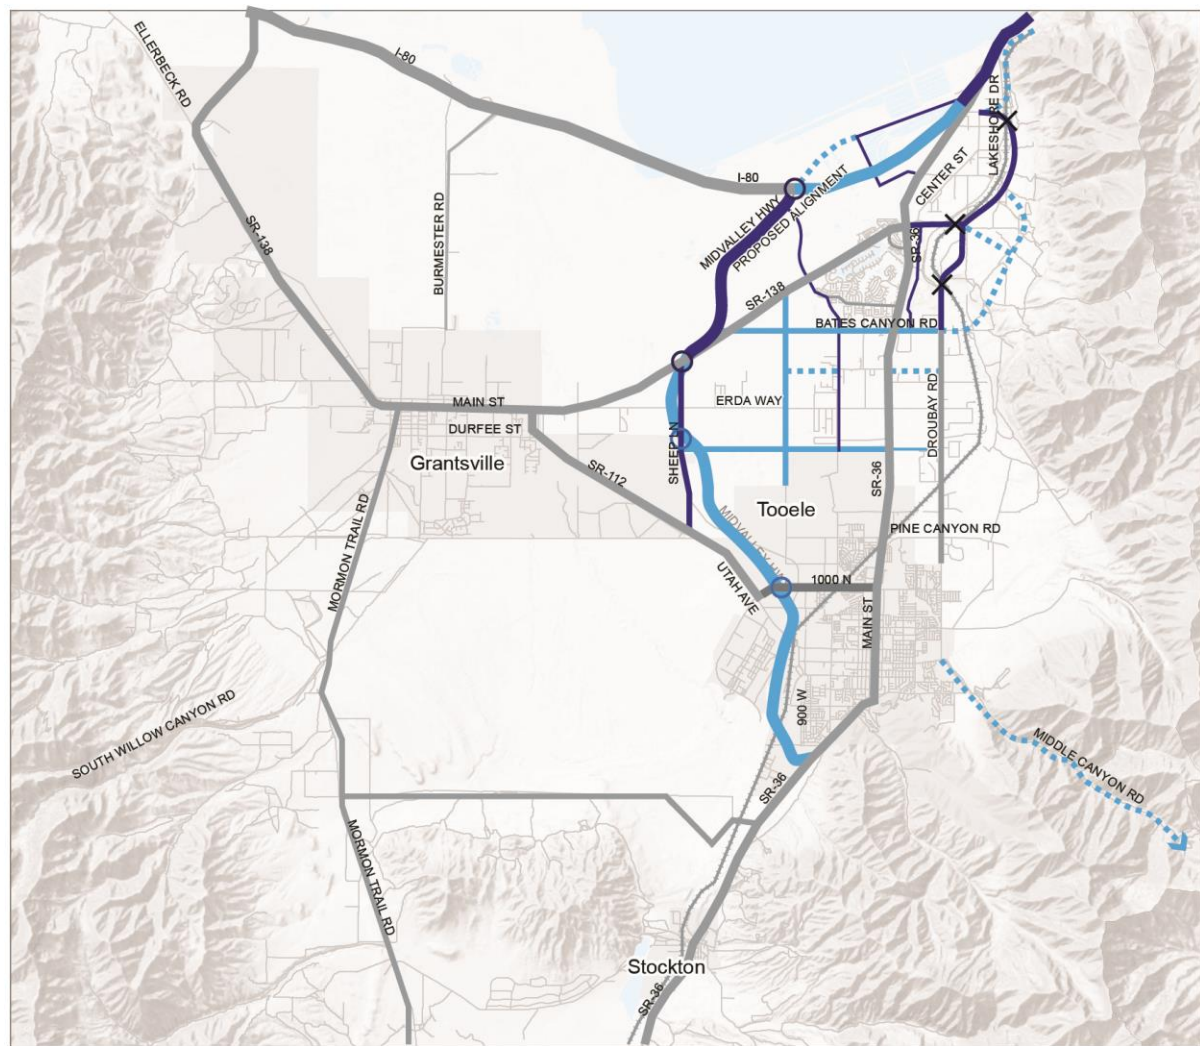 ELLERBECK RD
I-80
LAKESHORE DR
CENTER ST
I-80
MIDVALLEY HWY
PROPOSED ALIGNMENT
SR-138
BURMESTER RD
SR-36
SR-138
BATES CANYON RD
MAIN ST
ERDA WAY
DROUBAY RD
DURFEE ST
SHEEP LN
Grantsville
SR-112
SR-36
Tooele
MORMON TRAIL RD
MIDVALLEY HWY
PINE CANYON RD
UTAH AVE
1000 N
MAIN ST
SOUTH WILLOW CANYON RD
900 W
MIDDLE CANYON RD
SR-36
MORMON TRAIL RD
Stockton
SR-36